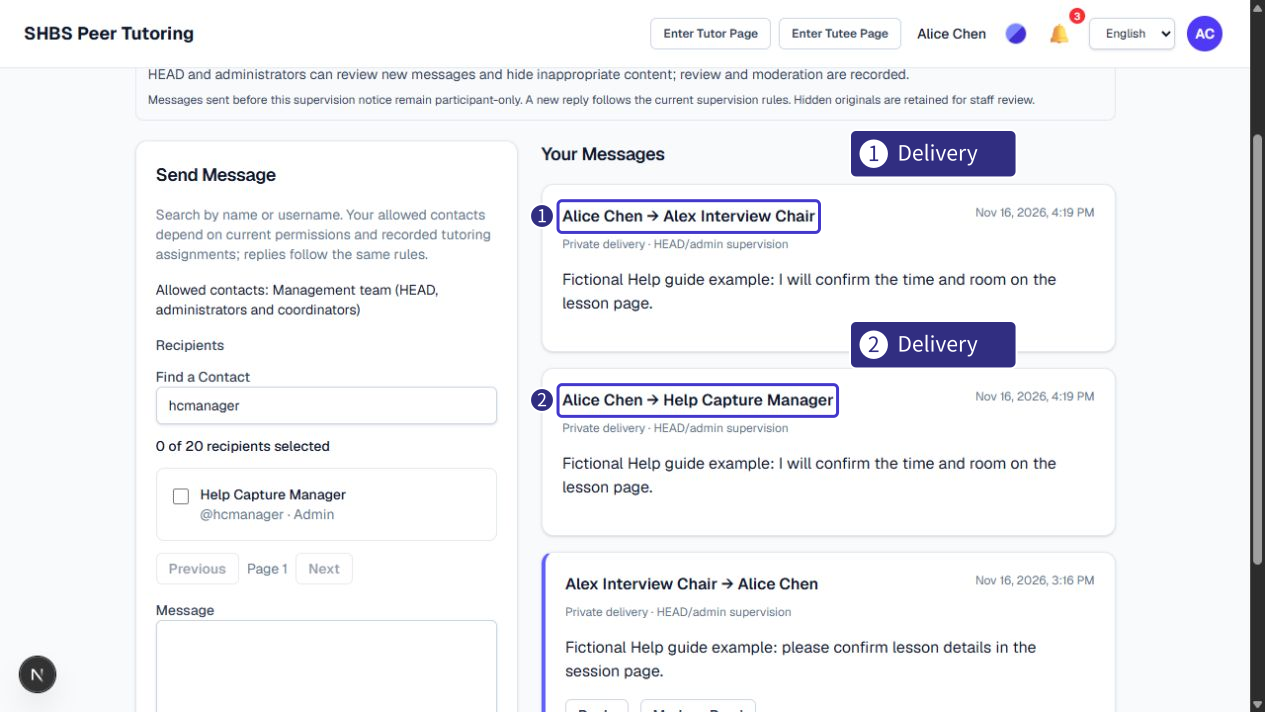 SHBS Peer Tutoring
Enter Tutor Page
Enter Tutee Page
Alice Chen
3
English
AC
HEAD and administrators can review new messages and hide inappropriate content; review and moderation are recorded.
Messages sent before this supervision notice remain participant-only. A new reply follows the current supervision rules. Hidden originals are retained for staff review.
Send Message
Search by name or username. Your allowed contacts
depend on current permissions and recorded tutoring
assignments; replies follow the same rules.
Allowed contacts: Management team (HEAD,
administrators and coordinators)
Recipients
Find a Contact
hcmanager
0 of 20 recipients selected
Help Capture Manager
@hcmanager · Admin
Previous
Page 1
Next
Message
N
Your Messages
1 Delivery
1
Alice Chen → Alex Interview Chair
Nov 16, 2026, 4:19 PM
Private delivery · HEAD/admin supervision
Fictional Help guide example: I will confirm the time and room on the
lesson page.
2 Delivery
2
Alice Chen → Help Capture Manager
Nov 16, 2026, 4:19 PM
Private delivery · HEAD/admin supervision
Fictional Help guide example: I will confirm the time and room on the
lesson page.
Alex Interview Chair → Alice Chen
Nov 16, 2026, 3:16 PM
Private delivery · HEAD/admin supervision
Fictional Help guide example: please confirm lesson details in the
session page.